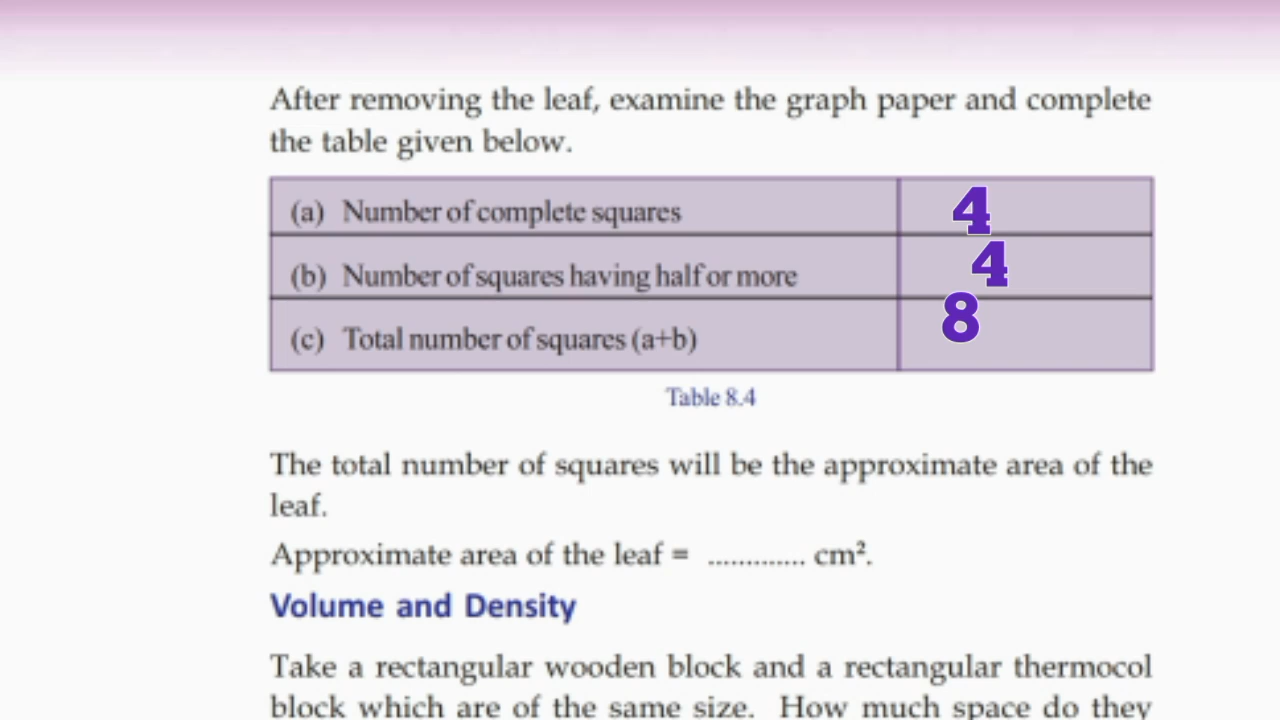 After removing the leaf, examine the graph paper and complete
the table given below.
(a) Number of complete squares 4
(b) Number of squares having half or more 4
(c) Total number of squares (a+b) 8
Table 8.4
The total number of squares will be the approximate area of the
leaf.
Approximate area of the leaf = ............. cm².
Volume and Density
Take a rectangular wooden block and a rectangular thermocol
block which are of the same size. How much space do they